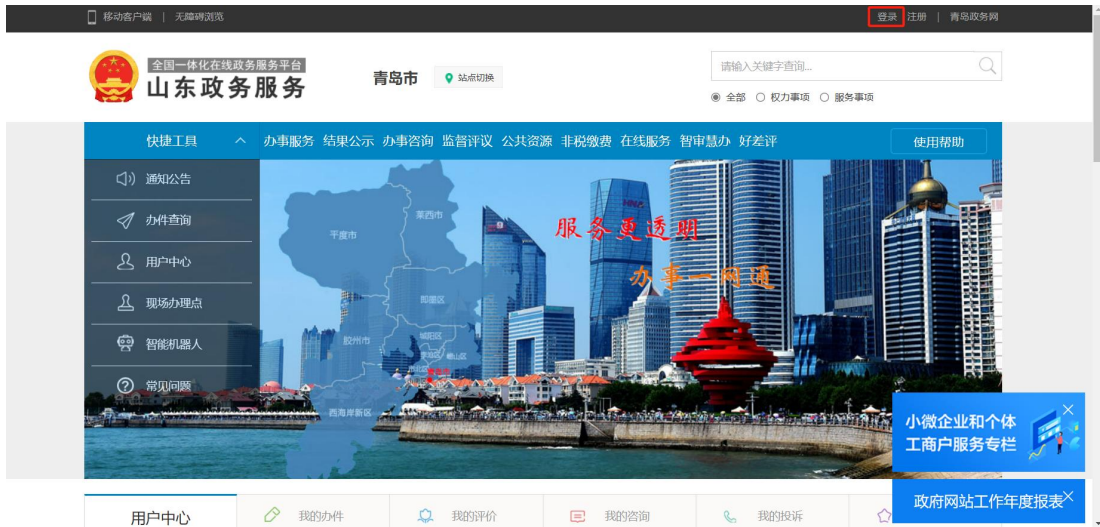 移动客户端 | 无障碍浏览
登录 注册 | 青岛政务网
全国一体化在线政务服务平台
山东政务服务
青岛市
站点切换
请输入关键字查询...
全部 权力事项 服务事项
快捷工具 办事服务 结果公示 办事咨询 监督评议 公共资源 非税缴费 在线服务 智审慧办 好差评 使用帮助
通知公告
办件查询
用户中心
现场办理点
智能机器人
常见问题
莱西市
平度市
即墨区
胶州市
城阳区
崂山区
西海岸新区
服务更透明
办事一网通
小微企业和个体
工商户服务专栏
政府网站工作年度报表
用户中心 我的办件 我的评价 我的咨询 我的投诉